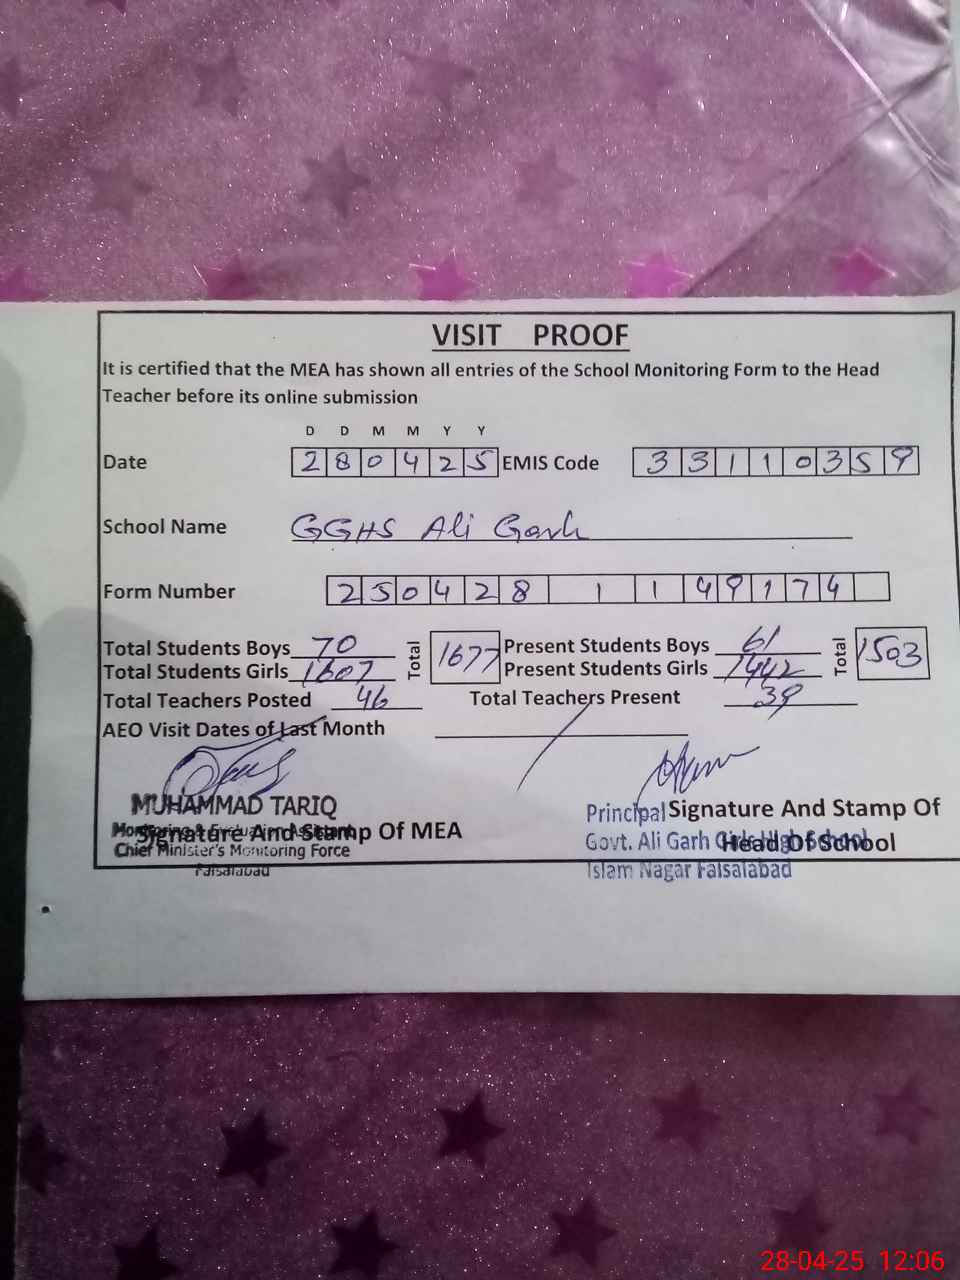 VISIT PROOF
It is certified that the MEA has shown all entries of the School Monitoring Form to the Head
Teacher before its online submission
D D M M Y Y
Date 2 8 0 4 2 5 EMIS Code 3 3 1 1 0 3 5 9
School Name GGHS Ali Garh
Form Number 2 5 0 4 2 8 1 1 4 9 1 7 4
Total Students Boys 70 Total 1677 Present Students Boys 61 Total 1503
Total Students Girls 1607 Present Students Girls 1442
Total Teachers Posted 46 Total Teachers Present 39
AEO Visit Dates of Last Month
MUHAMMAD TARIQ
Monitoring & Evaluation Assistant
Signature And Stamp Of MEA
Chief Minister's Monitoring Force
Faisalabad
Principal Signature And Stamp Of
Govt. Ali Garh Girls High School
Head Of School
Islam Nagar Faisalabad
28-04-25 12:06